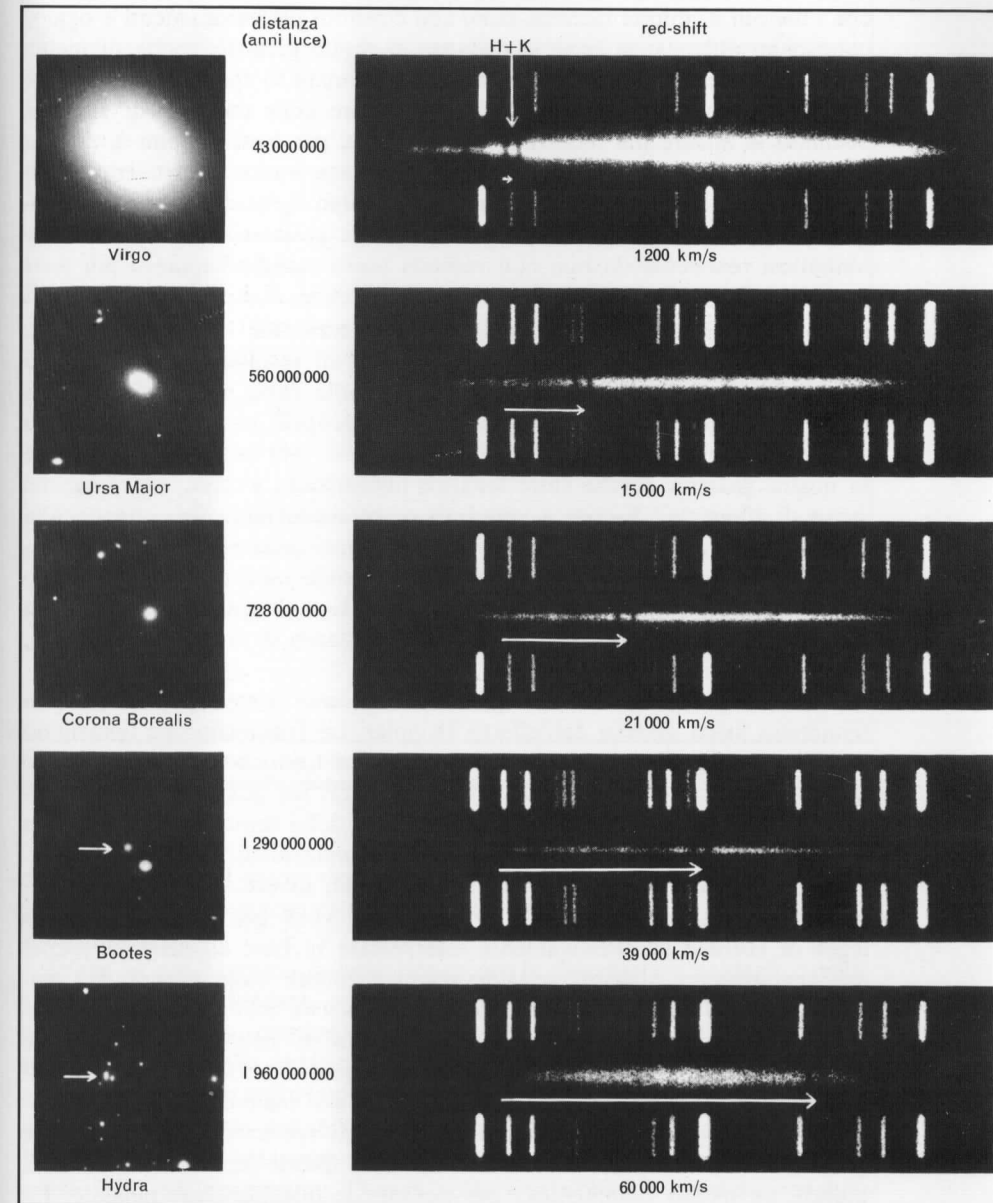 distanza
(anni luce)
red-shift
H+K
43 000 000
Virgo
1200 km/s
560 000 000
Ursa Major
15 000 km/s
728 000 000
Corona Borealis
21 000 km/s
1 290 000 000
Bootes
39 000 km/s
1 960 000 000
Hydra
60 000 km/s